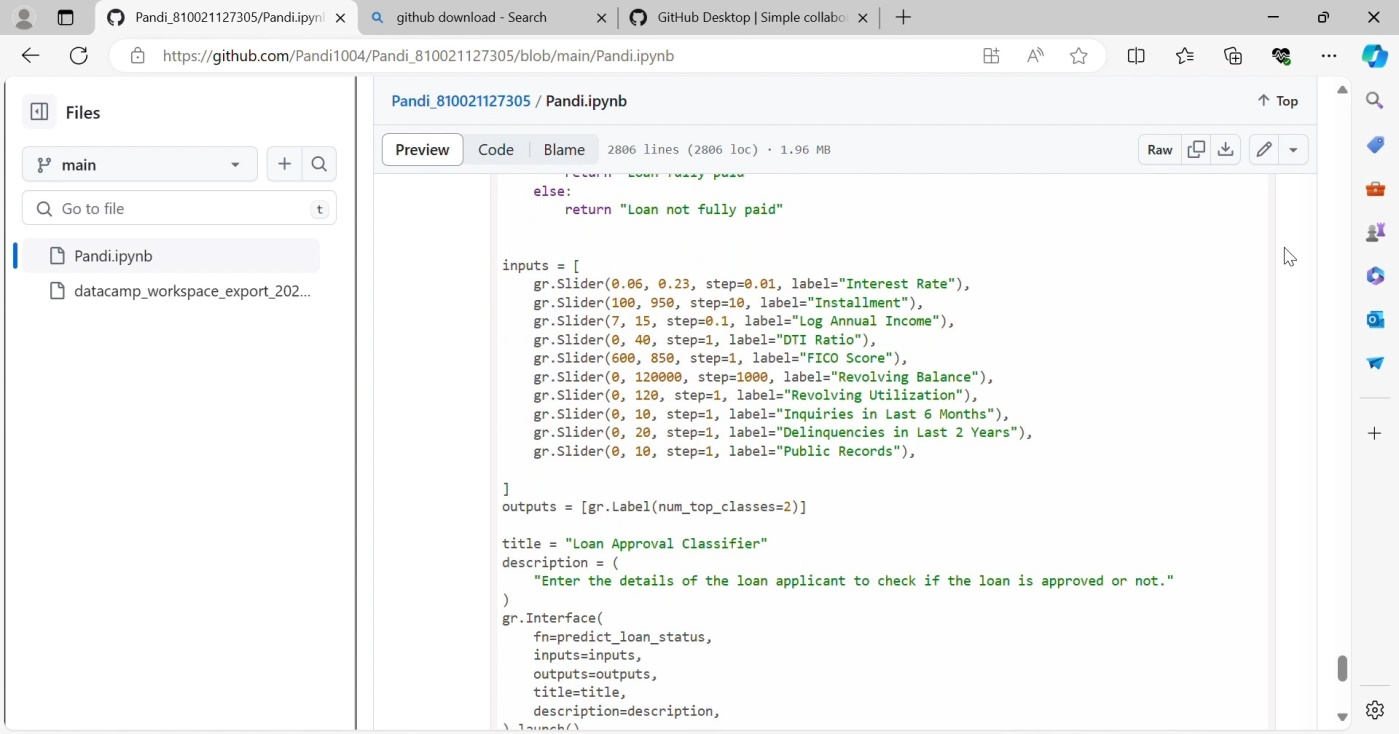 Pandi_810021127305/Pandi.ipyn
github download - Search
GitHub Desktop | Simple collabo
https://github.com/Pandi1004/Pandi_810021127305/blob/main/Pandi.ipynb
Files
Pandi_810021127305 / Pandi.ipynb
Top
main
Preview
Code
Blame
2806 lines (2806 loc) · 1.96 MB
Raw
Go to file
t
Pandi.ipynb
datacamp_workspace_export_202...
return "Loan fully paid"
else:
return "Loan not fully paid"
inputs = [
gr.Slider(0.06, 0.23, step=0.01, label="Interest Rate"),
gr.Slider(100, 950, step=10, label="Installment"),
gr.Slider(7, 15, step=0.1, label="Log Annual Income"),
gr.Slider(0, 40, step=1, label="DTI Ratio"),
gr.Slider(600, 850, step=1, label="FICO Score"),
gr.Slider(0, 120000, step=1000, label="Revolving Balance"),
gr.Slider(0, 120, step=1, label="Revolving Utilization"),
gr.Slider(0, 10, step=1, label="Inquiries in Last 6 Months"),
gr.Slider(0, 20, step=1, label="Delinquencies in Last 2 Years"),
gr.Slider(0, 10, step=1, label="Public Records"),
]
outputs = [gr.Label(num_top_classes=2)]
title = "Loan Approval Classifier"
description = (
"Enter the details of the loan applicant to check if the loan is approved or not."
)
gr.Interface(
fn=predict_loan_status,
inputs=inputs,
outputs=outputs,
title=title,
description=description,
).launch()